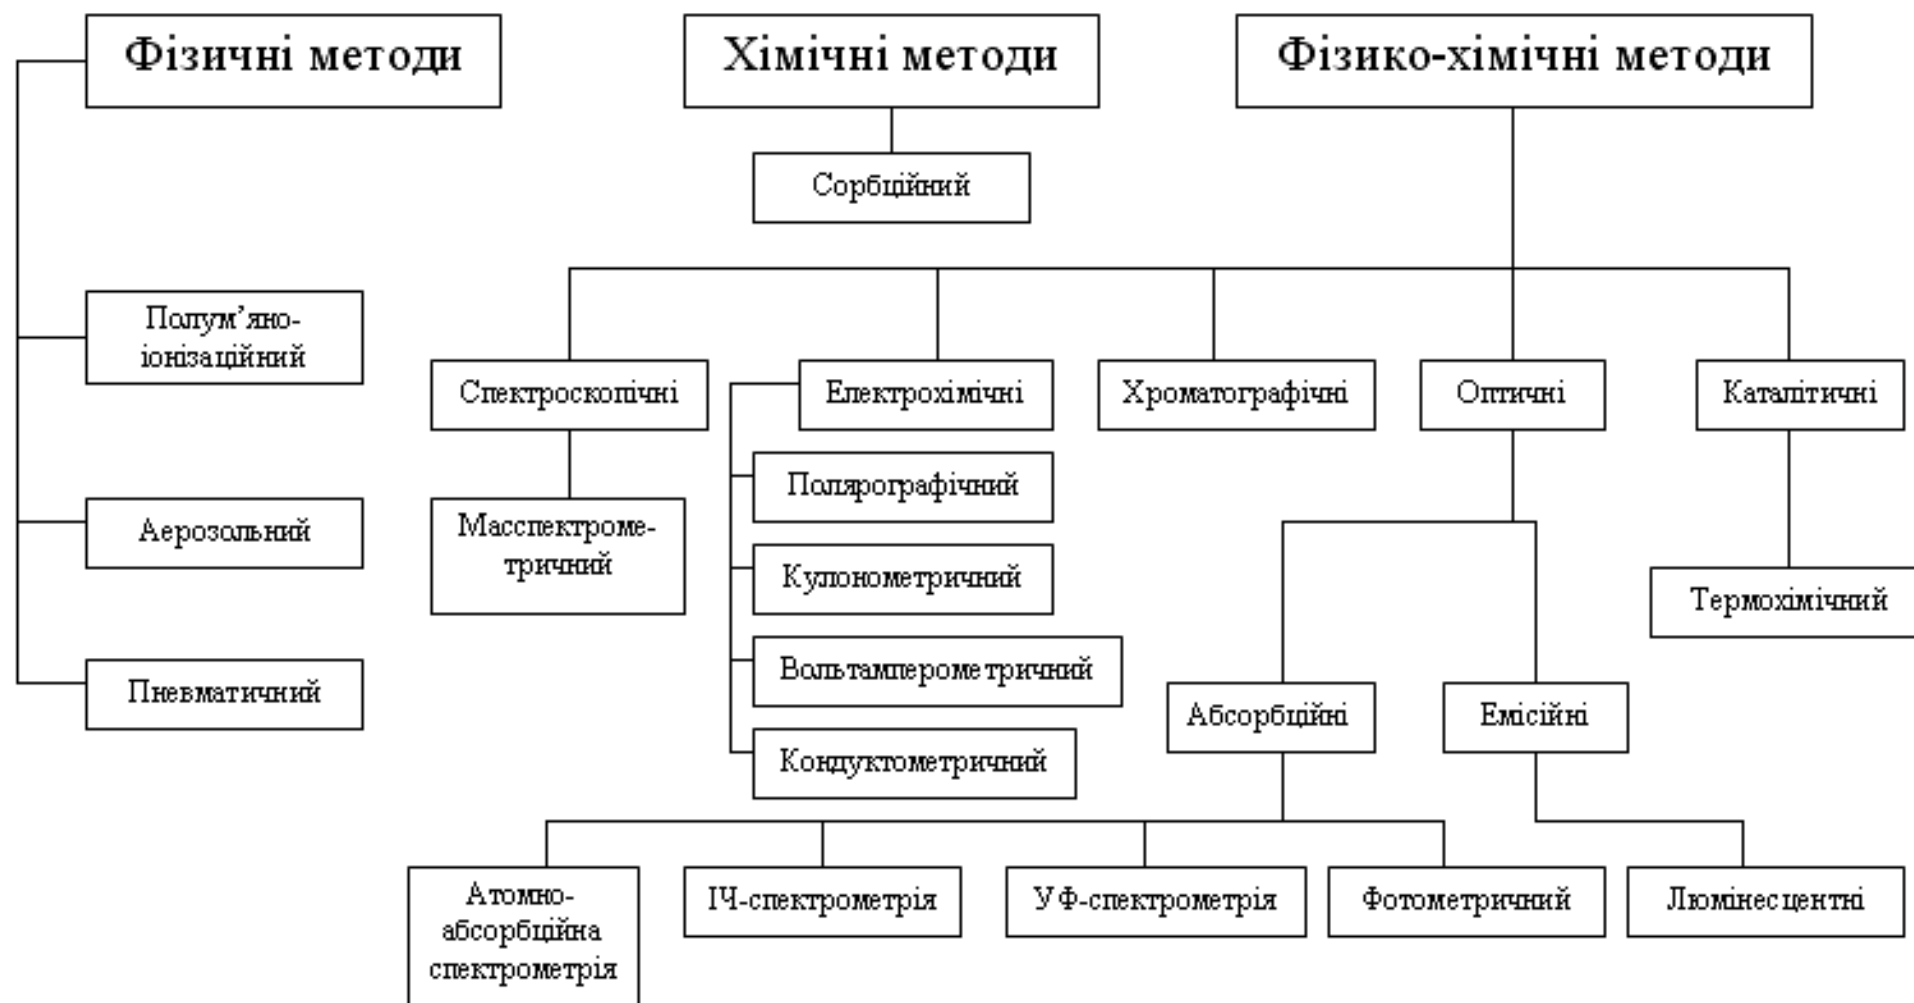 Фізичні методи
Хімічні методи
Фізико-хімічні методи
Сорбційний
Полум’яно-
іонізаційний
Аерозольний
Пневматичний
Спектроскопічні
Електрохімічні
Хроматографічні
Оптичні
Каталітичні
Масспектроме-
тричний
Полярографічний
Кулонометричний
Вольтамперометричний
Кондуктометричний
Термохімічний
Абсорбційні
Емісійні
Атомно-
абсорбційна
спектрометрія
ІЧ-спектрометрія
УФ-спектрометрія
Фотометричний
Люмінесцентні